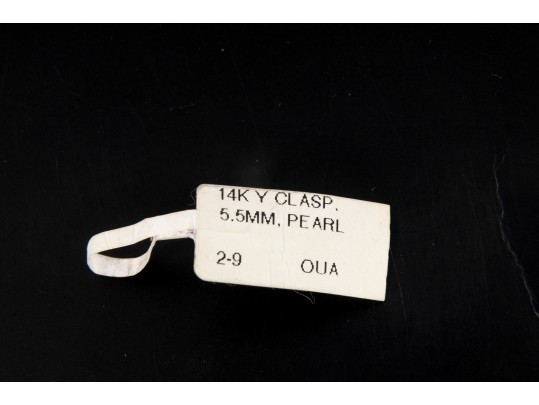 14K Y CLASP,
5.5MM, PEARL
2-9 OUA